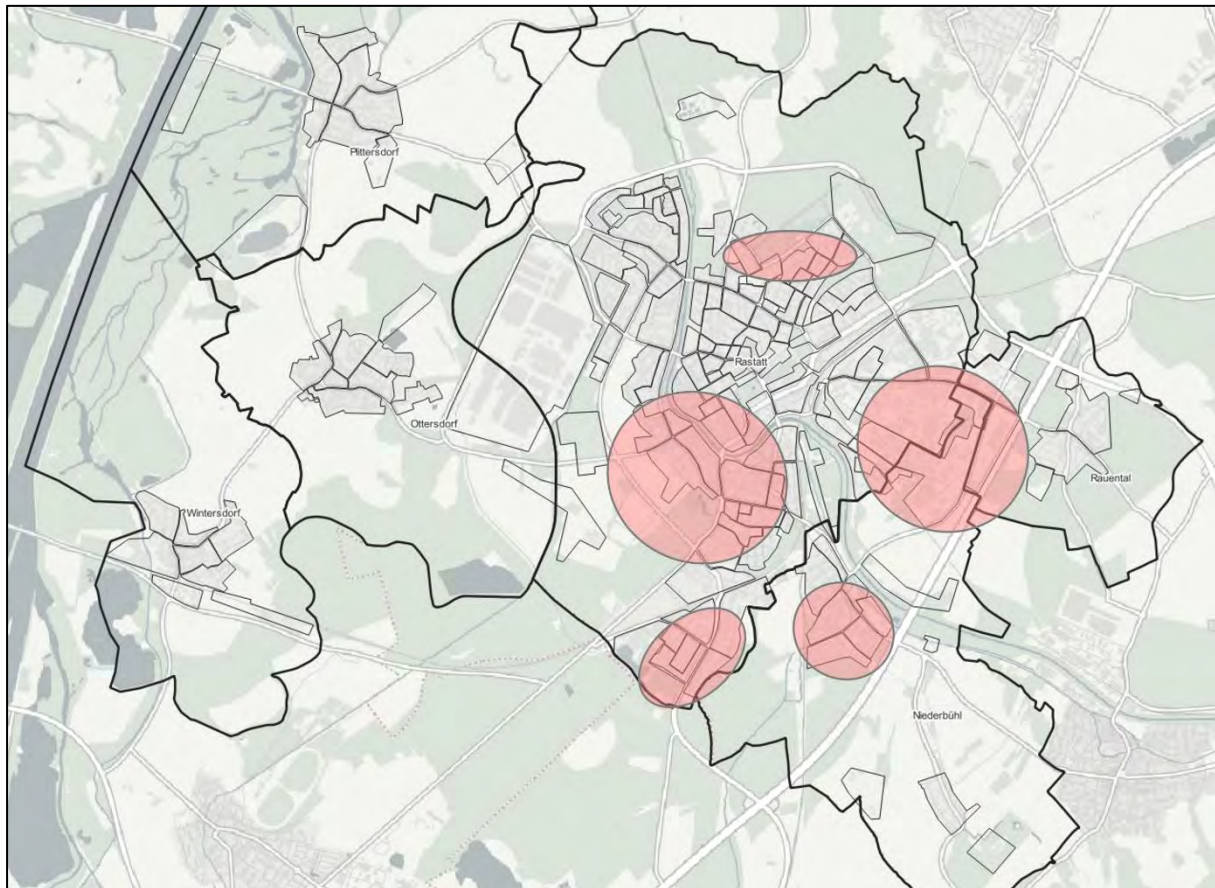 Plittersdorf
Rastatt
Ottersdorf
Rauental
?Wintersdorf
Niederbühl